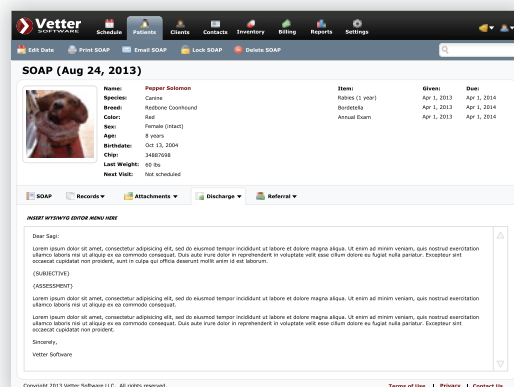 Vetter
SOFTWARE
Schedule
Patients
Clients
Contacts
Inventory
Billing
Reports
Settings
Edit Date
Print SOAP
Email SOAP
Lock SOAP
Delete SOAP
SOAP (Aug 24, 2013)
Name: Pepper Solomon
Species: Canine
Breed: Redbone Coonhound
Color: Red
Sex: Female (intact)
Age: 8 years
Birthdate: Oct 13, 2004
Chip: 34887698
Last Weight: 60 lbs
Next Visit: Not scheduled
Item: Given: Due:
Rabies (1 year) Apr 1, 2013 Apr 1, 2014
Bordetella Apr 1, 2013 Apr 1, 2014
Annual Exam Apr 1, 2013 Apr 1, 2014
SOAP
Records
Attachments
Discharge
Referral
INSERT WYSIWYG EDITOR MENU HERE
Dear Sagi:
Lorem ipsum dolor sit amet, consectetur adipisicing elit, sed do eiusmod tempor incididunt ut labore et dolore magna aliqua. Ut enim ad minim veniam, quis nostrud exercitation
ullamco laboris nisi ut aliquip ex ea commodo consequat. Duis aute irure dolor in reprehenderit in voluptate velit esse cillum dolore eu fugiat nulla pariatur. Excepteur sint
occaecat cupidatat non proident, sunt in culpa qui officia deserunt mollit anim id est laborum.
{SUBJECTIVE}
{ASSESSMENT}
Lorem ipsum dolor sit amet, consectetur adipisicing elit, sed do eiusmod tempor incididunt ut labore et dolore magna aliqua. Ut enim ad minim veniam, quis nostrud exercitation
ullamco laboris nisi ut aliquip ex ea commodo consequat.
Lorem ipsum dolor sit amet, consectetur adipisicing elit, sed do eiusmod tempor incididunt ut labore et dolore magna aliqua. Ut enim ad minim veniam, quis nostrud exercitation
ullamco laboris nisi ut aliquip ex ea commodo consequat. Duis aute irure dolor in reprehenderit in voluptate velit esse cillum dolore eu fugiat nulla pariatur. Excepteur sint
occaecat cupidatat non proident.
Sincerely,
Vetter Software
Copyright 2013 Vetter Software LLC. All rights reserved.
Terms of Use | Privacy | Contact Us